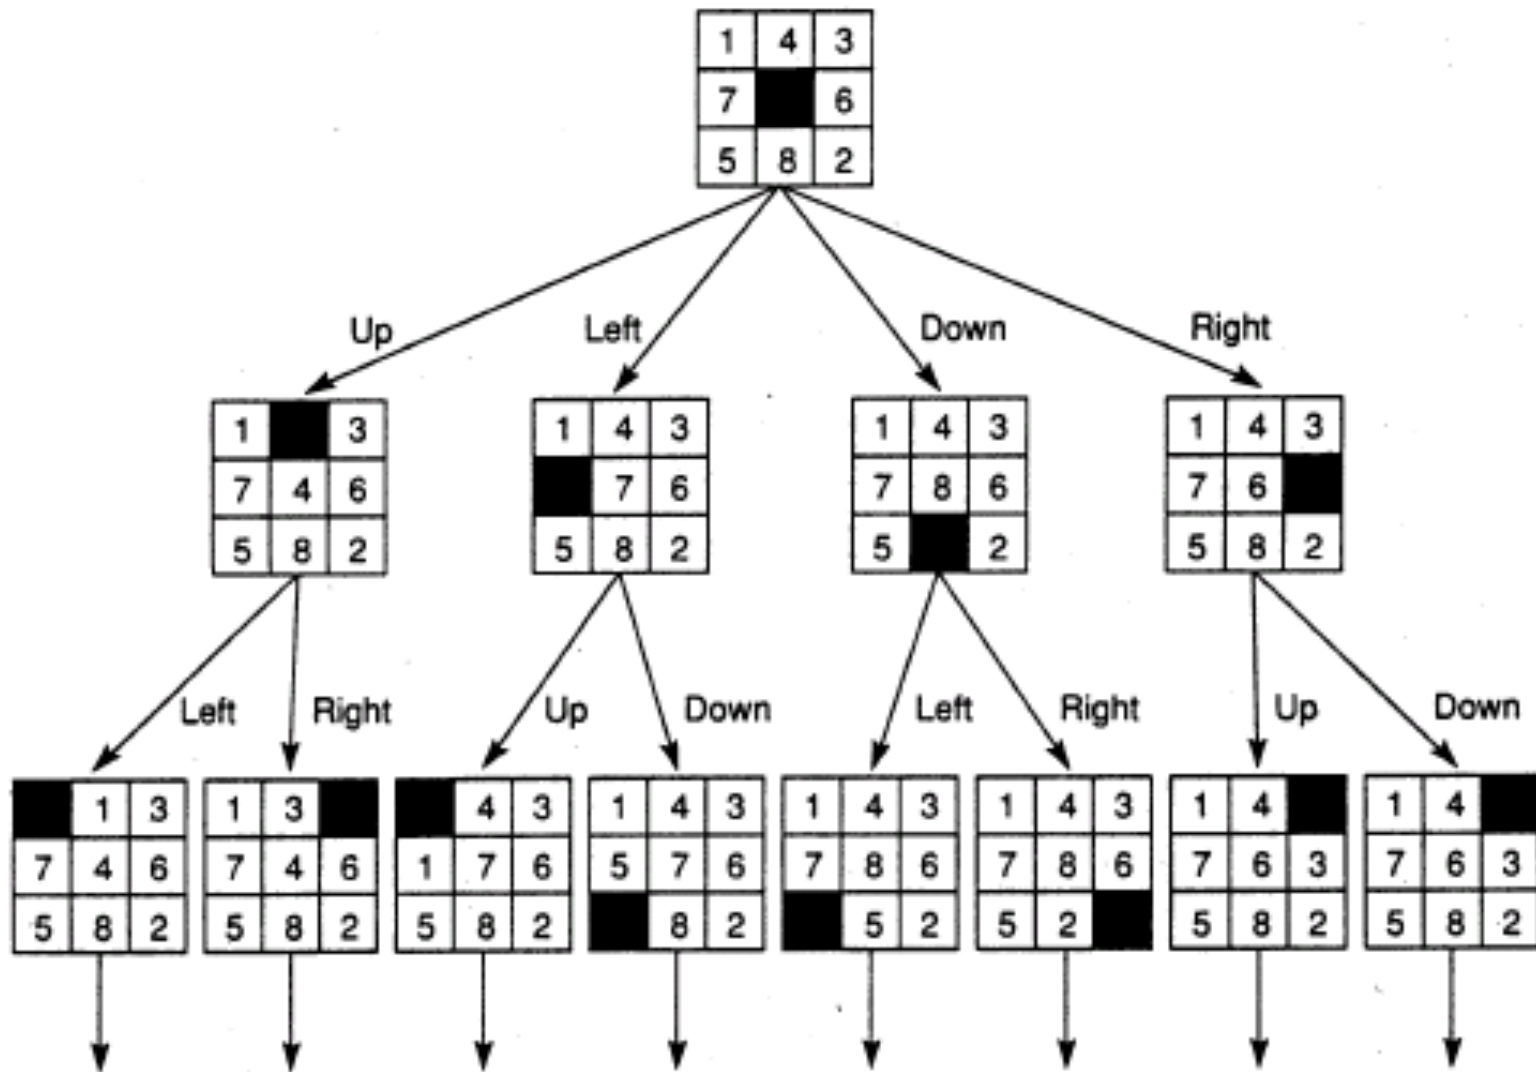 1 4 3
7 6
5 8 2
Up Left Down Right
1 3 1 4 3 1 4 3 1 4 3
7 4 6 7 6 7 8 6 7 6
5 8 2 5 8 2 5 2 5 8 2
Left Right Up Down Left Right Up Down
1 3 1 3 4 3 1 4 3 1 4 3 1 4 3 1 4 1 4
7 4 6 7 4 6 1 7 6 5 7 6 7 8 6 7 8 6 7 6 3 7 6 3
5 8 2 5 8 2 5 8 2 8 2 5 2 5 2 5 8 2 5 8 2